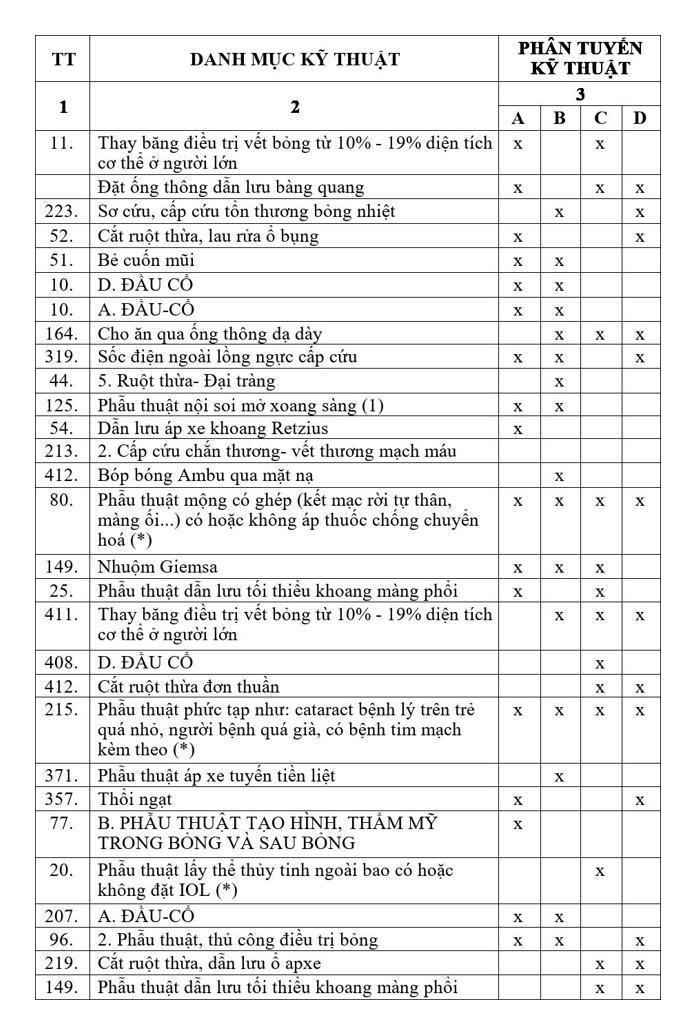 TT DANH MỤC KỸ THUẬT PHÂN TUYẾN
KỸ THUẬT
1 2 3
A B C D
11. Thay băng điều trị vết bỏng từ 10% - 19% diện tích x x
cơ thể ở người lớn
Đặt ống thông dẫn lưu bàng quang x x x
223. Sơ cứu, cấp cứu tổn thương bỏng nhiệt x x
52. Cắt ruột thừa, lau rửa ổ bụng x x
51. Bẻ cuốn mũi x x
10. D. ĐẦU CỔ x x
10. A. ĐẦU-CỔ x x
164. Cho ăn qua ống thông dạ dày x x x
319. Sốc điện ngoài lồng ngực cấp cứu x x x
44. 5. Ruột thừa- Đại tràng x
125. Phẫu thuật nội soi mở xoang sàng (1) x x
54. Dẫn lưu áp xe khoang Retzius x
213. 2. Cấp cứu chắn thương- vết thương mạch máu
412. Bóp bóng Ambu qua mặt nạ x
80. Phẫu thuật mộng có ghép (kết mạc rời tự thân, x x x x
màng ối...) có hoặc không áp thuốc chống chuyển
hoá (*)
149. Nhuộm Giemsa x x x
25. Phẫu thuật dẫn lưu tối thiểu khoang màng phổi x x
411. Thay băng điều trị vết bỏng từ 10% - 19% diện tích x x x
cơ thể ở người lớn
408. D. ĐẦU CỔ x
412. Cắt ruột thừa đơn thuần x x
215. Phẫu thuật phức tạp như: cataract bệnh lý trên trẻ x x x x
quá nhỏ, người bệnh quá già, có bệnh tim mạch
kèm theo (*)
371. Phẫu thuật áp xe tuyến tiền liệt x
357. Thổi ngạt x x
77. B. PHẪU THUẬT TẠO HÌNH, THẨM MỸ x
TRONG BỎNG VÀ SAU BỎNG
20. Phẫu thuật lấy thể thủy tinh ngoài bao có hoặc x
không đặt IOL (*)
207. A. ĐẦU-CỔ x x
96. 2. Phẫu thuật, thủ công điều trị bỏng x x x
219. Cắt ruột thừa, dẫn lưu ổ apxe x x
149. Phẫu thuật dẫn lưu tối thiểu khoang màng phổi x x